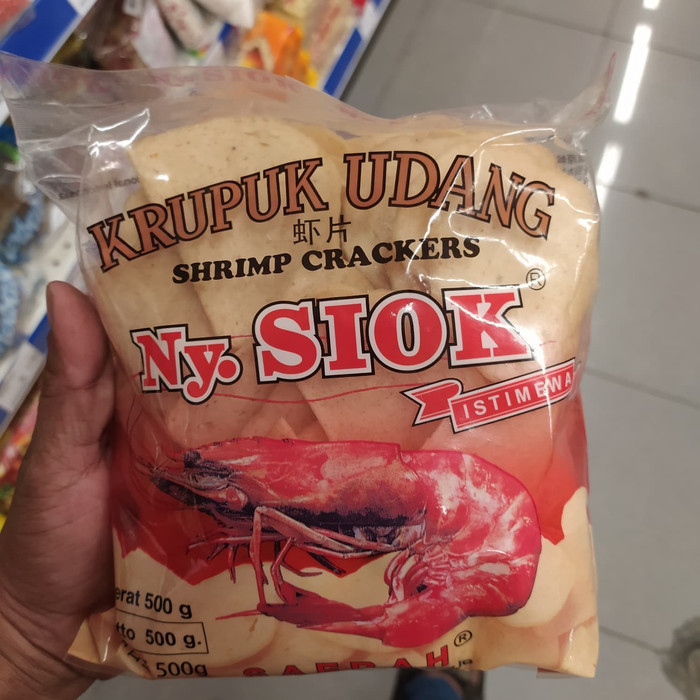 KRUPUK UDANG
虾片
SHRIMP CRACKERS
Ny. SIOK®
ISTIMEWA
erat 500 g
tto 500 g.
500g